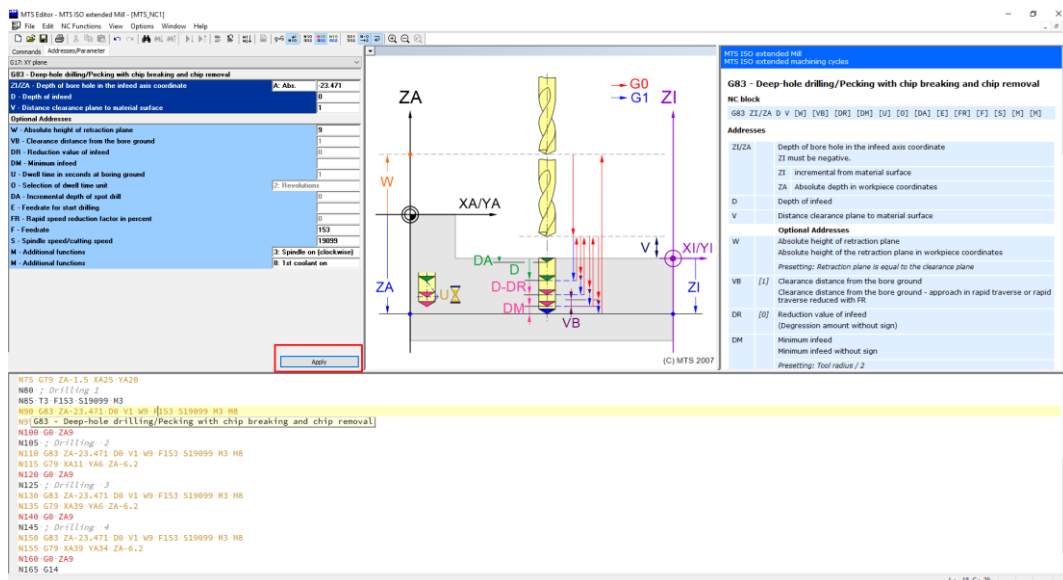 MTS Editor - MTS ISO extended Mill - [MTS_NC1]
File Edit NC Functions View Options Window Help
Commands Addresses/Parameter
G17: XY plane
G83 - Deep-hole drilling/Pecking with chip breaking and chip removal
ZI/ZA - Depth of bore hole in the infeed axis coordinate A: Abs. -23.471
D - Depth of infeed 0
V - Distance clearance plane to material surface 1
Optional Addresses
W - Absolute height of retraction plane 9
VB - Clearance distance from the bore ground 1
DR - Reduction value of infeed 0
DM - Minimum infeed
U - Dwell time in seconds at boring ground
O - Selection of dwell time unit 2: Revolutions
DA - Incremental depth of spot drill 0
E - Feedrate for start drilling
FR - Rapid speed reduction factor in percent 0
F - Feedrate 153
S - Spindle speed/cutting speed 19099
M - Additional functions 3: Spindle on (clockwise)
M - Additional functions 8: 1st coolant on
Apply
ZA
G0
G1
ZI
W
XA/YA
V
XI/YI
DA
D
D-DR
DM
VB
U
ZA
ZI
(C) MTS 2007
MTS ISO extended Mill
MTS ISO extended machining cycles
G83 - Deep-hole drilling/Pecking with chip breaking and chip removal
NC block
G83 ZI/ZA D V [W] [VB] [DR] [DM] [U] [O] [DA] [E] [FR] [F] [S] [M] [M]
Addresses
ZI/ZA Depth of bore hole in the infeed axis coordinate
ZI must be negative.
ZI incremental from material surface
ZA Absolute depth in workpiece coordinates
D Depth of infeed
V Distance clearance plane to material surface
Optional Addresses
W Absolute height of retraction plane
Absolute height of the retraction plane in workpiece coordinates
Presetting: Retraction plane is equal to the clearance plane
VB [1] Clearance distance from the bore ground
Clearance distance from the bore ground - approach in rapid traverse or rapid
traverse reduced with FR
DR [0] Reduction value of infeed
(Degression amount without sign)
DM Minimum infeed
Minimum infeed without sign
Presetting: Tool radius / 2
N75 G79 ZA-1.5 XA25 YA20
N80 ; Drilling 1
N85 T3 F153 S19099 M3
N90 G83 ZA-23.471 D0 V1 W9 F153 S19099 M3 M8
G83 - Deep-hole drilling/Pecking with chip breaking and chip removal
N100 G0 ZA9
N105 ; Drilling 2
N110 G83 ZA-23.471 D0 V1 W9 F153 S19099 M3 M8
N115 G79 XA11 YA6 ZA-6.2
N120 G0 ZA9
N125 ; Drilling 3
N130 G83 ZA-23.471 D0 V1 W9 F153 S19099 M3 M8
N135 G79 XA39 YA6 ZA-6.2
N140 G0 ZA9
N145 ; Drilling 4
N150 G83 ZA-23.471 D0 V1 W9 F153 S19099 M3 M8
N155 G79 XA39 YA34 ZA-6.2
N160 G0 ZA9
N165 G14